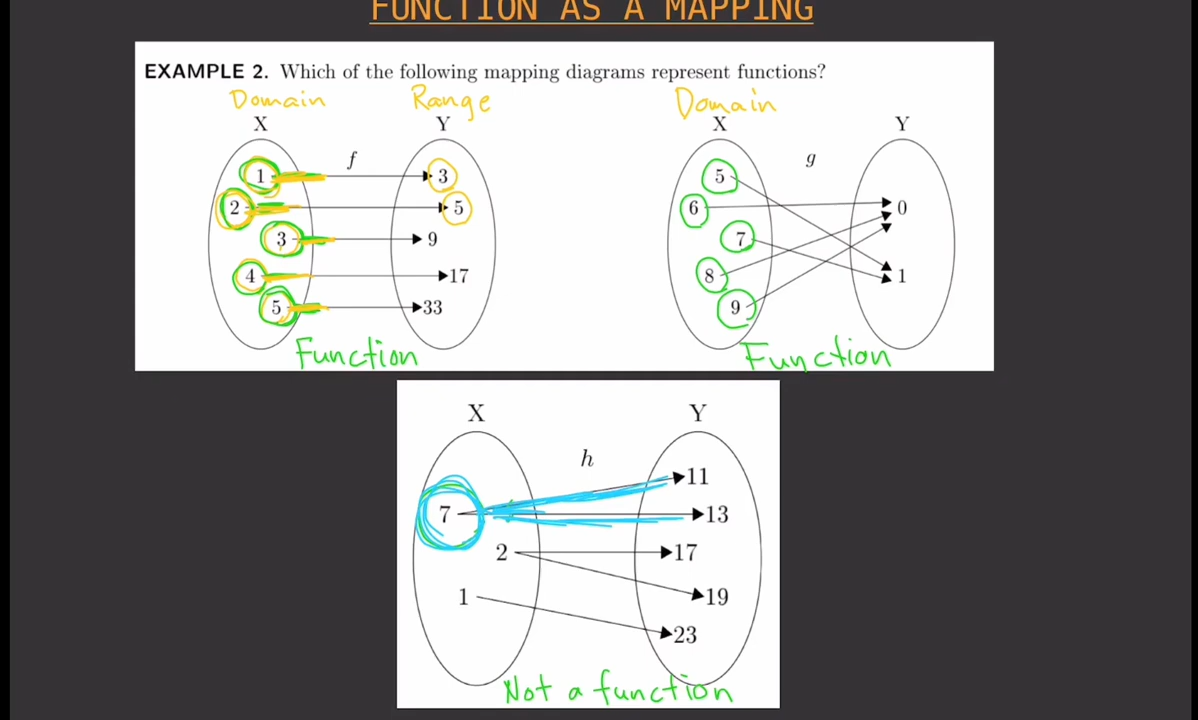 FUNCTION AS A MAPPING
EXAMPLE 2. Which of the following mapping diagrams represent functions?
Domain Range
X Y
f
1 3
2 5
3 9
4 17
5 33
Function
Domain
X Y
g
5
6 0
7
8 1
9
Function
X Y
h
11
7 13
2 17
1 19
23
Not a function